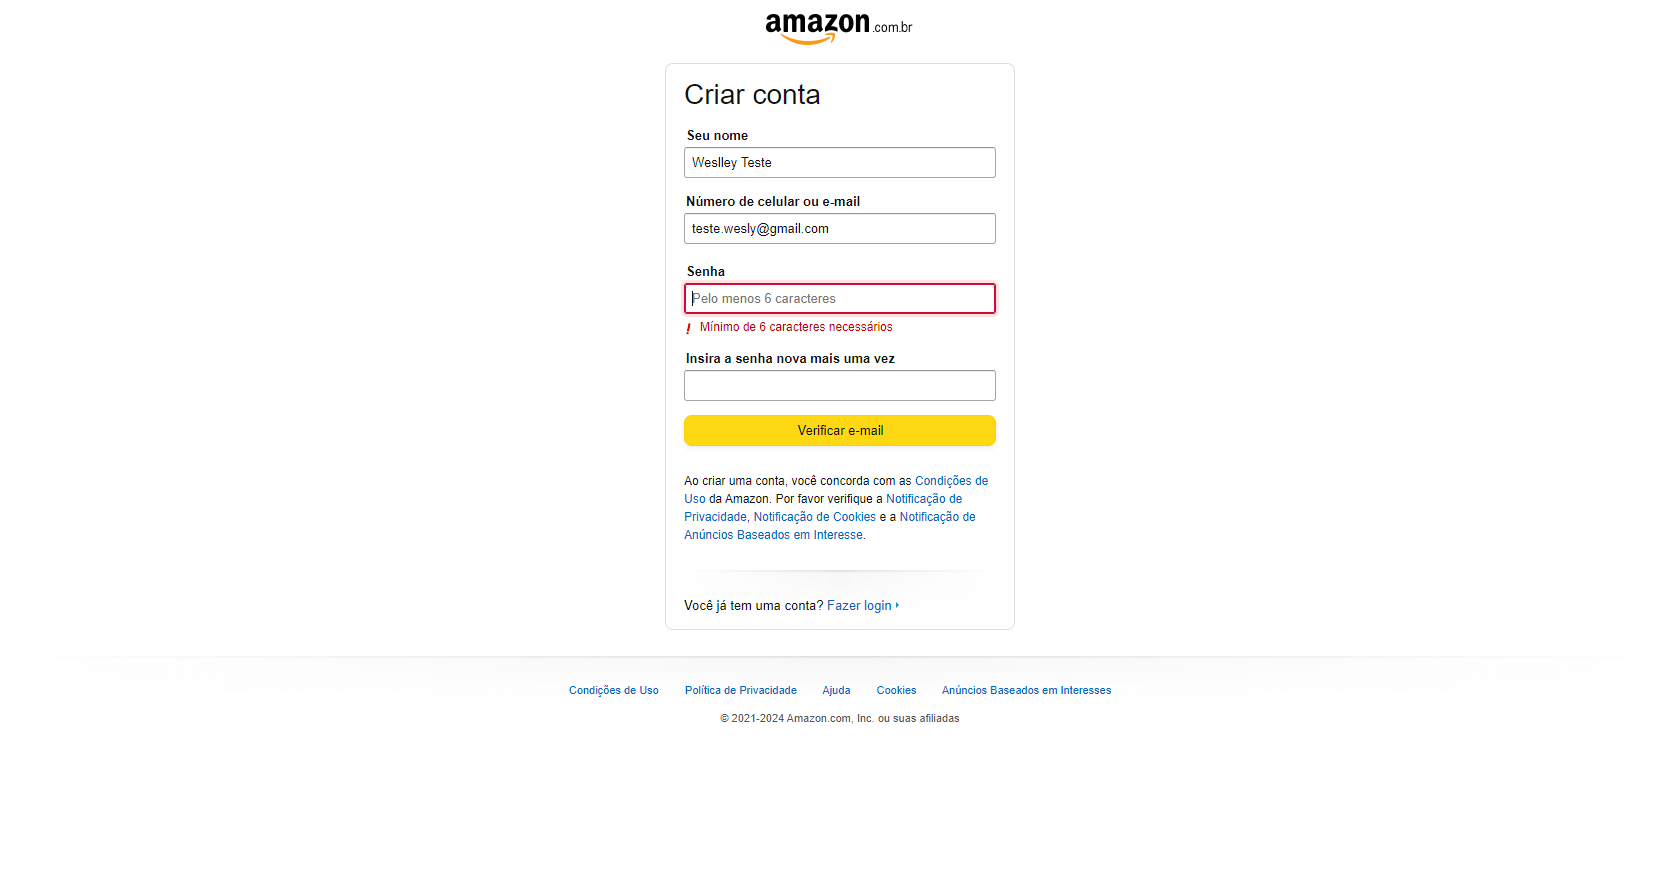 amazon.com.br
Criar conta
Seu nome
Weslley Teste
Número de celular ou e-mail
teste.wesly@gmail.com
Senha
Pelo menos 6 caracteres
! Mínimo de 6 caracteres necessários
Insira a senha nova mais uma vez
Verificar e-mail
Ao criar uma conta, você concorda com as Condições de
Uso da Amazon. Por favor verifique a Notificação de
Privacidade, Notificação de Cookies e a Notificação de
Anúncios Baseados em Interesse.
Você já tem uma conta? Fazer login
Condições de Uso Política de Privacidade Ajuda Cookies Anúncios Baseados em Interesses
© 2021-2024 Amazon.com, Inc. ou suas afiliadas